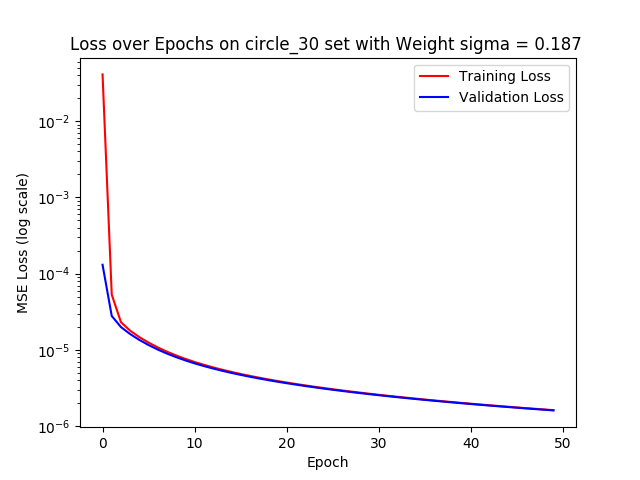 Loss over Epochs on circle_30 set with Weight sigma = 0.187
Training Loss
Validation Loss
MSE Loss (log scale)
10⁻²
10⁻³
10⁻⁴
10⁻⁵
10⁻⁶
0 10 20 30 40 50
Epoch